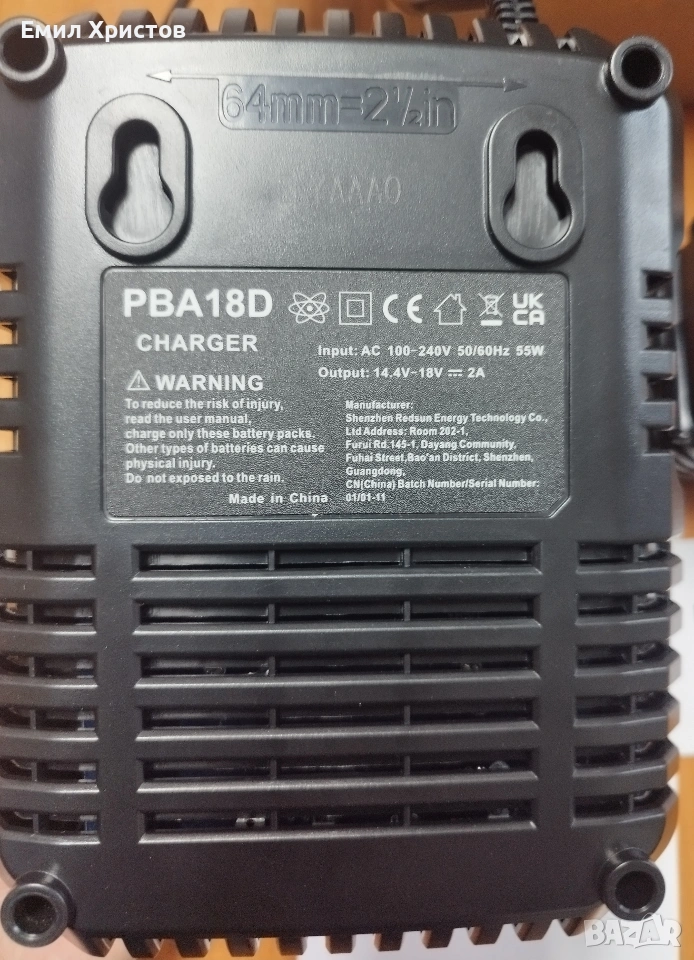 Емил Христов
64mm=2½in
PBA18D CE UK CA
CHARGER
Input: AC 100-240V 50/60Hz 55W
Output: 14.4V-18V ⎓ 2A
WARNING
To reduce the risk of injury,
read the user manual,
charge only these battery packs.
Other types of batteries can cause
physical injury.
Do not exposed to the rain.
Manufacturer:
Shenzhen Redsun Energy Technology Co.,
Ltd Address: Room 202-1,
Furui Rd.145-1, Dayang Community,
Fuhai Street,Bao'an District, Shenzhen,
Guangdong,
CN(China) Batch Number/Serial Number:
01/01-11
Made in China
BAZAR